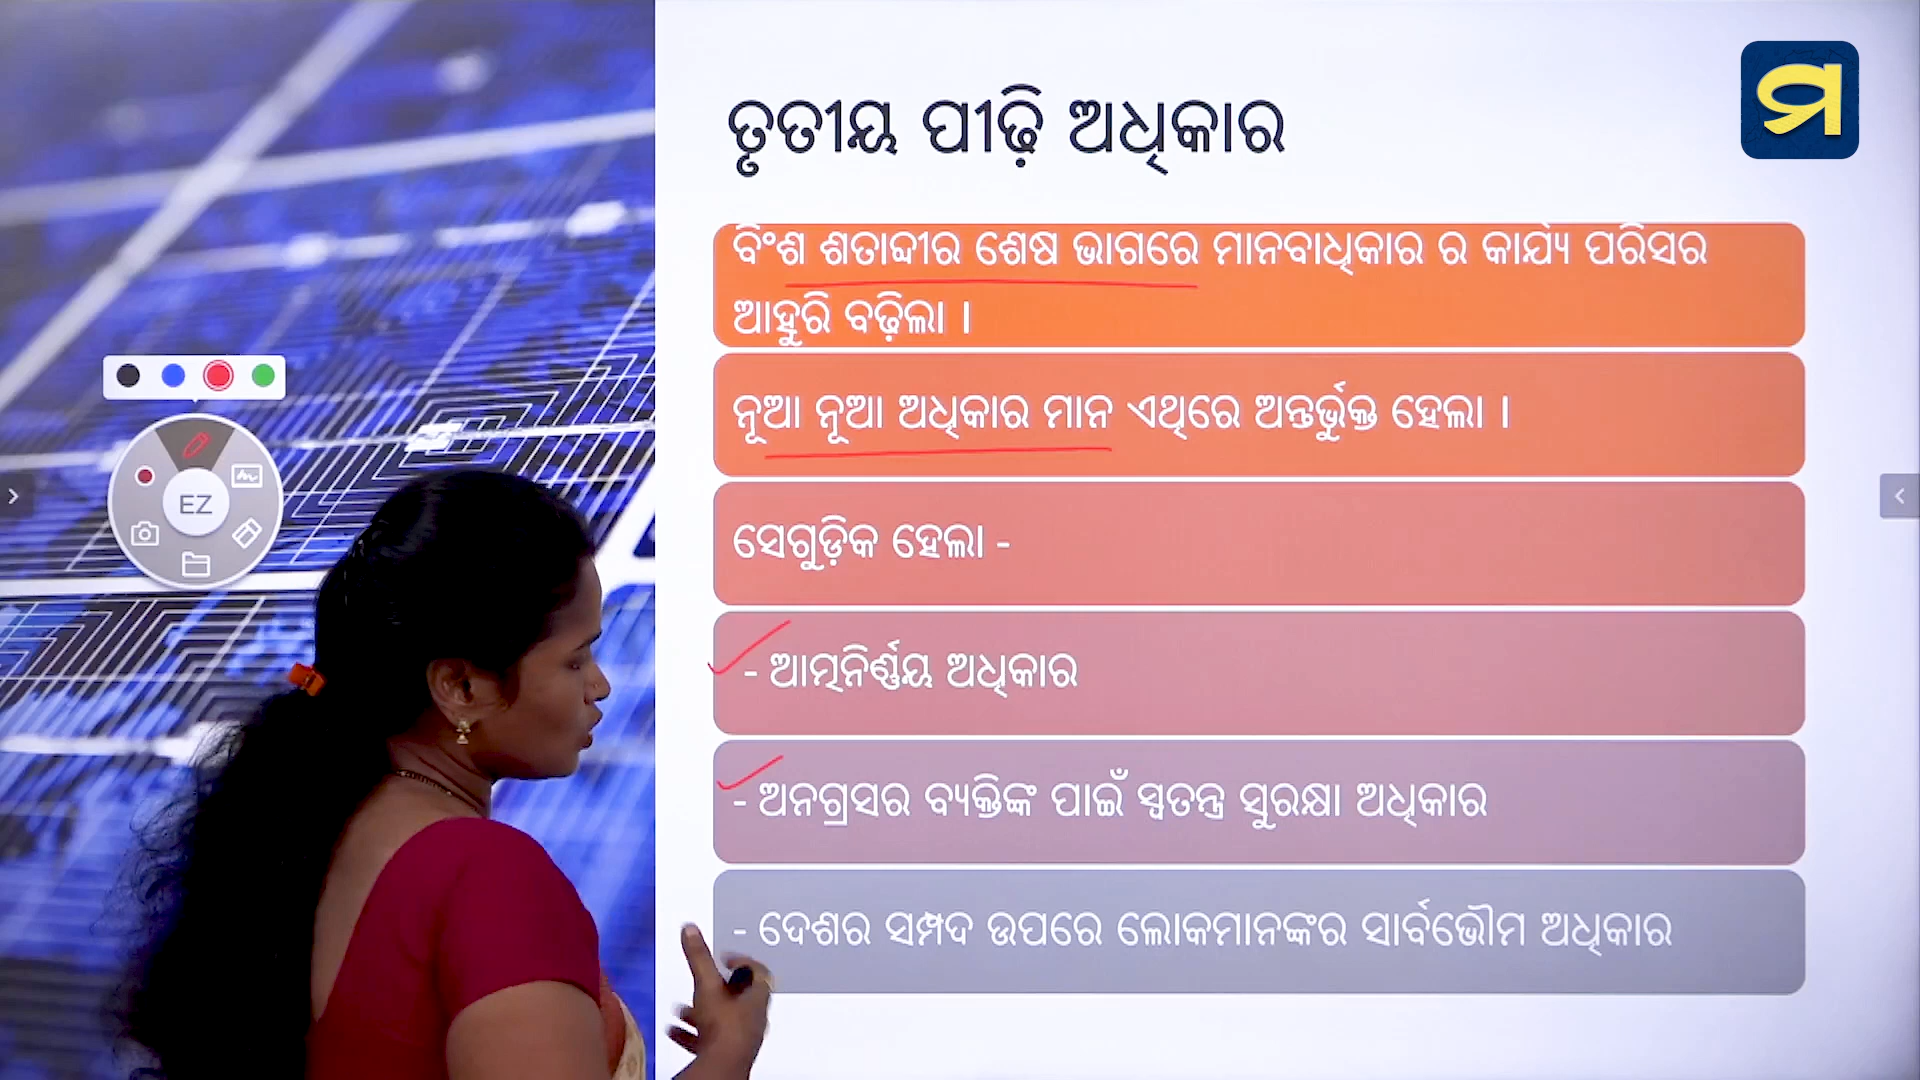 ମ
ତୃତୀୟ ପୀଢ଼ି ଅଧିକାର
ବିଂଶ ଶତାବ୍ଦୀର ଶେଷ ଭାଗରେ ମାନବାଧିକାର ର କାର୍ଯ୍ୟ ପରିସର
ଆହୁରି ବଢ଼ିଲା ।
ନୂଆ ନୂଆ ଅଧିକାର ମାନ ଏଥିରେ ଅନ୍ତର୍ଭୁକ୍ତ ହେଲା ।
ସେଗୁଡ଼ିକ ହେଲା -
- ଆତ୍ମନିର୍ଣ୍ଣୟ ଅଧିକାର
- ଅନଗ୍ରସର ବ୍ୟକ୍ତିଙ୍କ ପାଇଁ ସ୍ୱତନ୍ତ୍ର ସୁରକ୍ଷା ଅଧିକାର
- ଦେଶର ସମ୍ପଦ ଉପରେ ଲୋକମାନଙ୍କର ସାର୍ବଭୌମ ଅଧିକାର
EZ